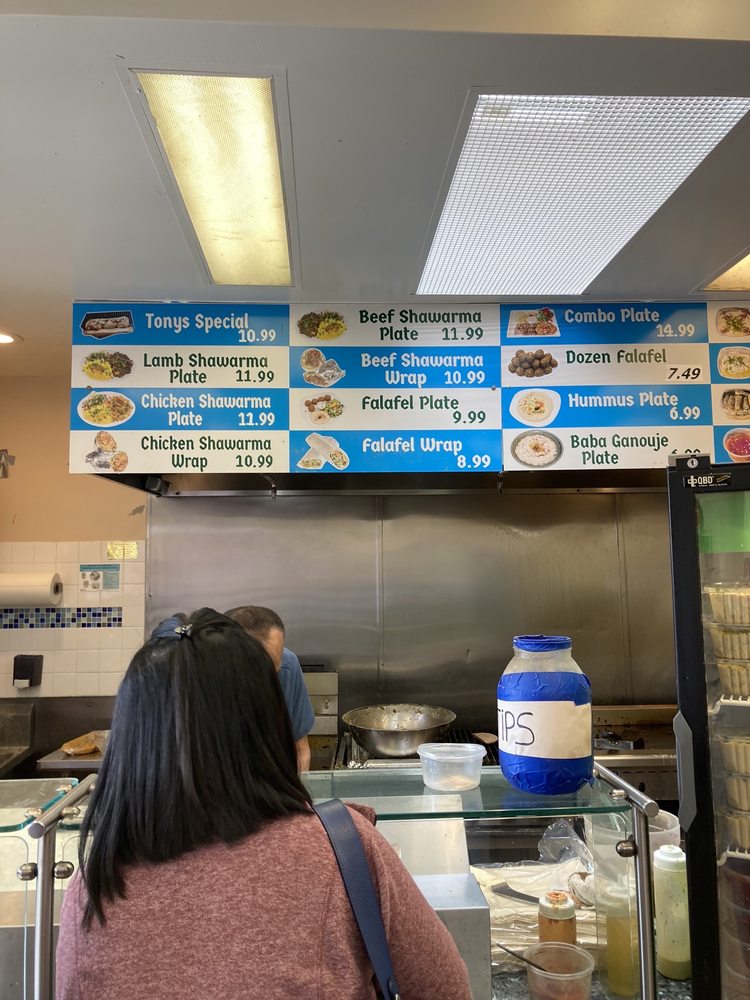 Tonys Special
10.99
Lamb Shawarma
Plate 11.99
Chicken Shawarma
Plate 11.99
Chicken Shawarma
Wrap 10.99
Beef Shawarma
Plate 11.99
Beef Shawarma
Wrap 10.99
Falafel Plate
9.99
Falafel Wrap
8.99
Combo Plate
14.99
Dozen Falafel
7.49
Hummus Plate
6.99
Baba Ganouje
Plate
QBD
TIPS